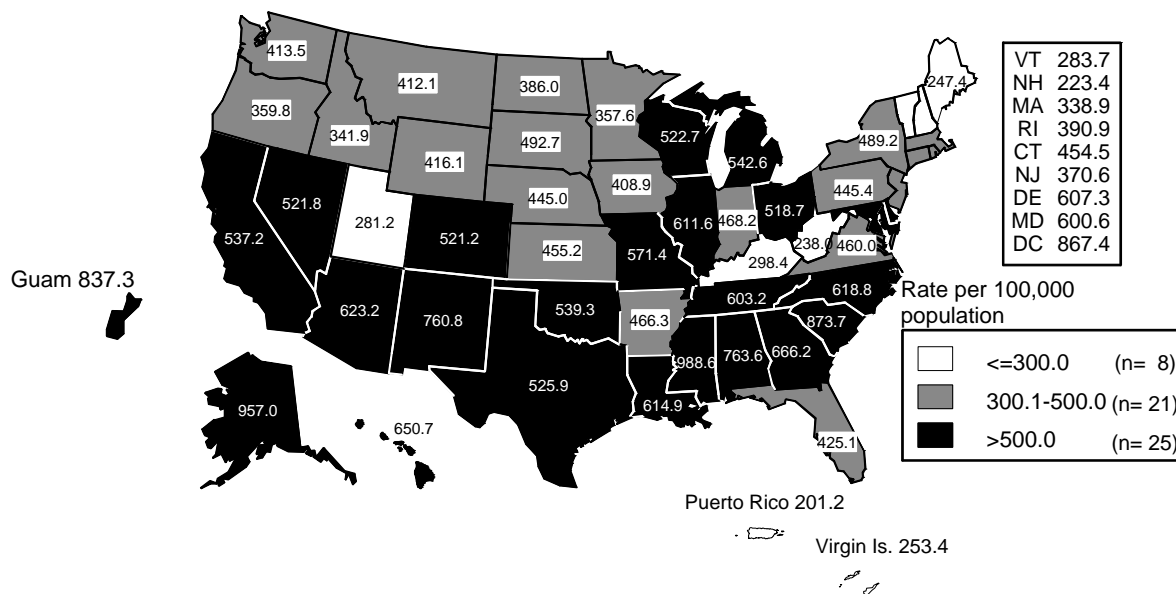 413.5
412.1
386.0
357.6
359.8
341.9
416.1
492.7
522.7
542.6
489.2
247.4
VT 283.7
NH 223.4
MA 338.9
RI 390.9
CT 454.5
NJ 370.6
DE 607.3
MD 600.6
DC 867.4
521.8
281.2
521.2
445.0
408.9
611.6
468.2
518.7
445.4
537.2
455.2
571.4
298.4
238.0
460.0
Guam 837.3
623.2
760.8
539.3
466.3
603.2
618.8
873.7
988.6
763.6
666.2
525.9
614.9
425.1
957.0
650.7
Rate per 100,000
population
<=300.0 (n= 8)
300.1-500.0 (n= 21)
>500.0 (n= 25)
Puerto Rico 201.2
Virgin Is. 253.4